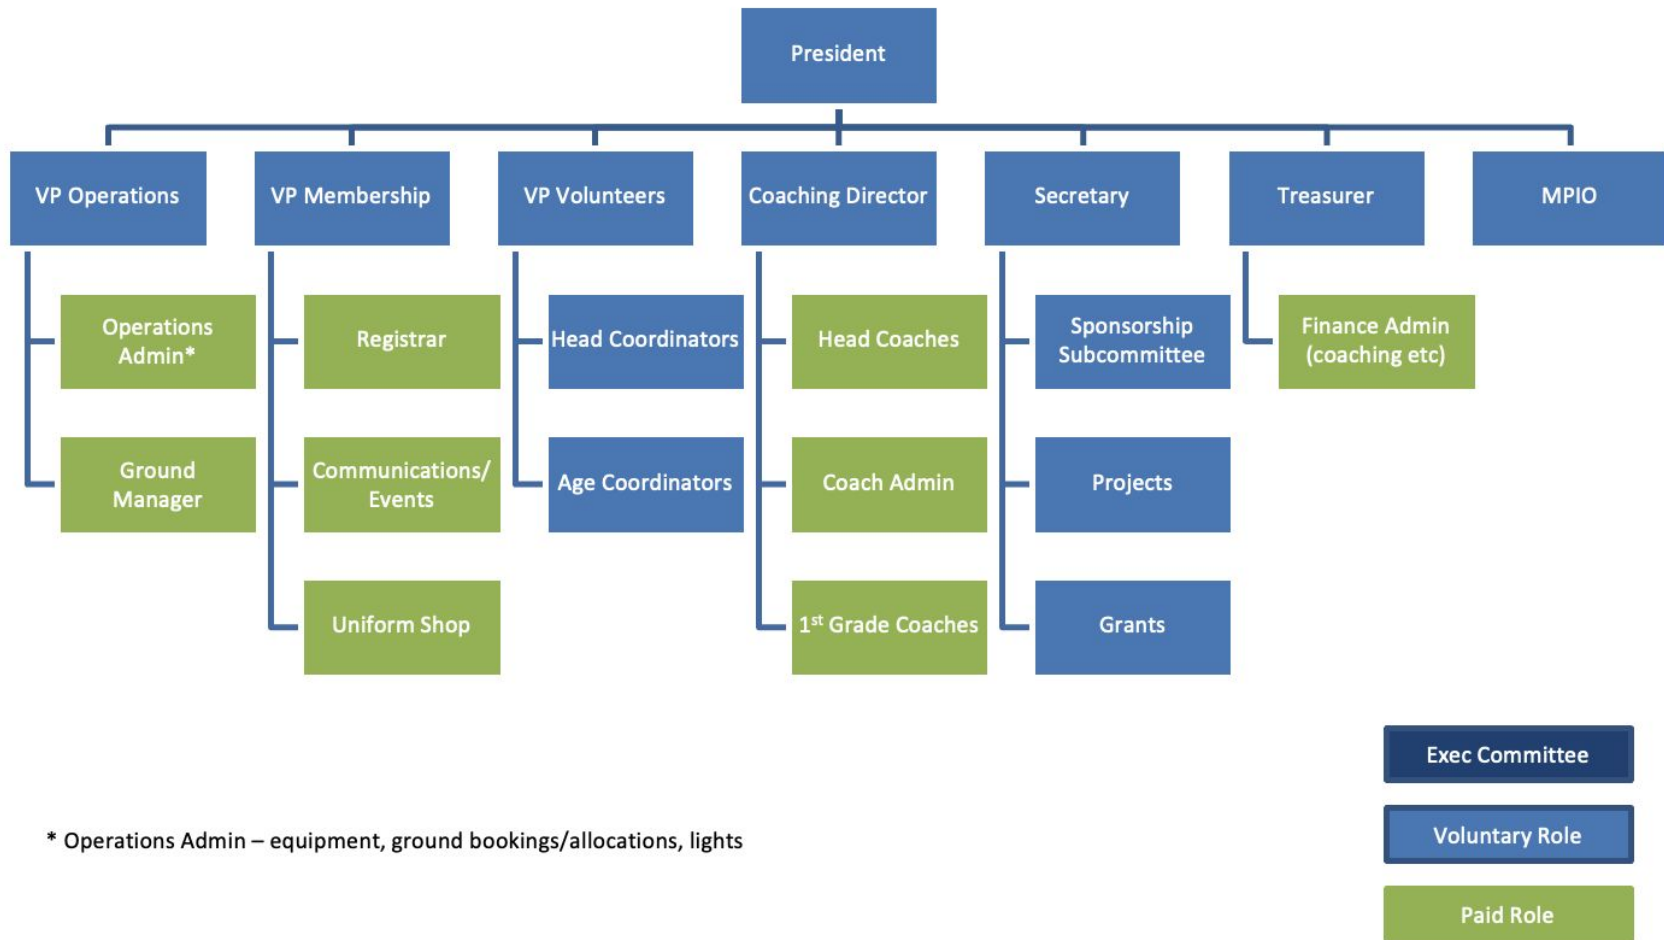 President
VP Operations
VP Membership
VP Volunteers
Coaching Director
Secretary
Treasurer
MPIO
Operations
Admin*
Registrar
Head Coordinators
Head Coaches
Sponsorship
Subcommittee
Finance Admin
(coaching etc)
Ground
Manager
Communications/
Events
Age Coordinators
Coach Admin
Projects
Uniform Shop
1st Grade Coaches
Grants
Exec Committee
* Operations Admin – equipment, ground bookings/allocations, lights
Voluntary Role
Paid Role